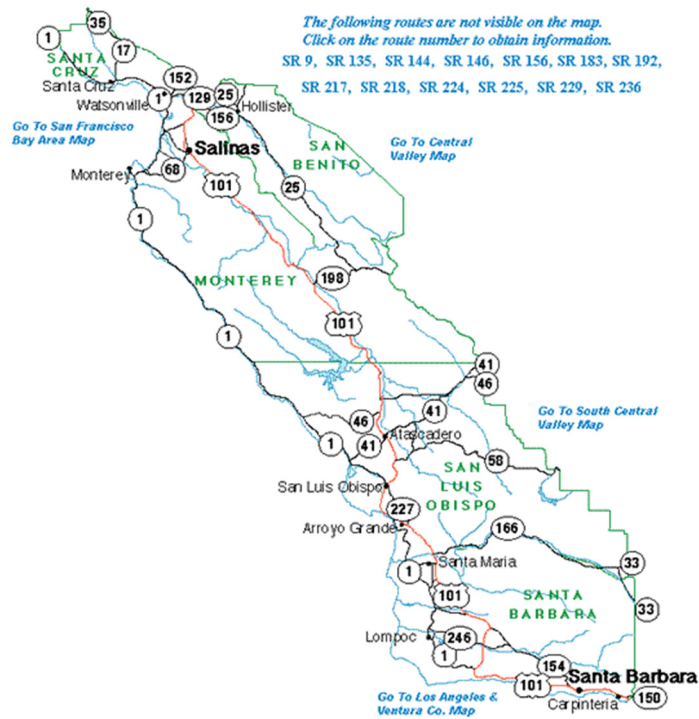 The following routes are not visible on the map.
Click on the route number to obtain information.
SR 9, SR 135, SR 144, SR 146, SR 156, SR 183, SR 192,
SR 217, SR 218, SR 224, SR 225, SR 229, SR 236
35
1
17
SANTA
CRUZ
Santa Cruz
152
Watsonville
1
129
25
Hollister
156
Go To San Francisco
Bay Area Map
Go To Central
Valley Map
SAN
BENITO
Salinas
68
Monterey
101
25
1
198
MONTEREY
101
1
41
46
46
41
Go To South Central
Valley Map
1
41
Atascadero
58
SAN
LUIS
OBISPO
San Luis Obispo
227
Arroyo Grande
166
33
1
Santa Maria
101
SANTA
BARBARA
33
Lompoc
246
1
154
Santa Barbara
101
150
Carpinteria
Go To Los Angeles &
Ventura Co. Map